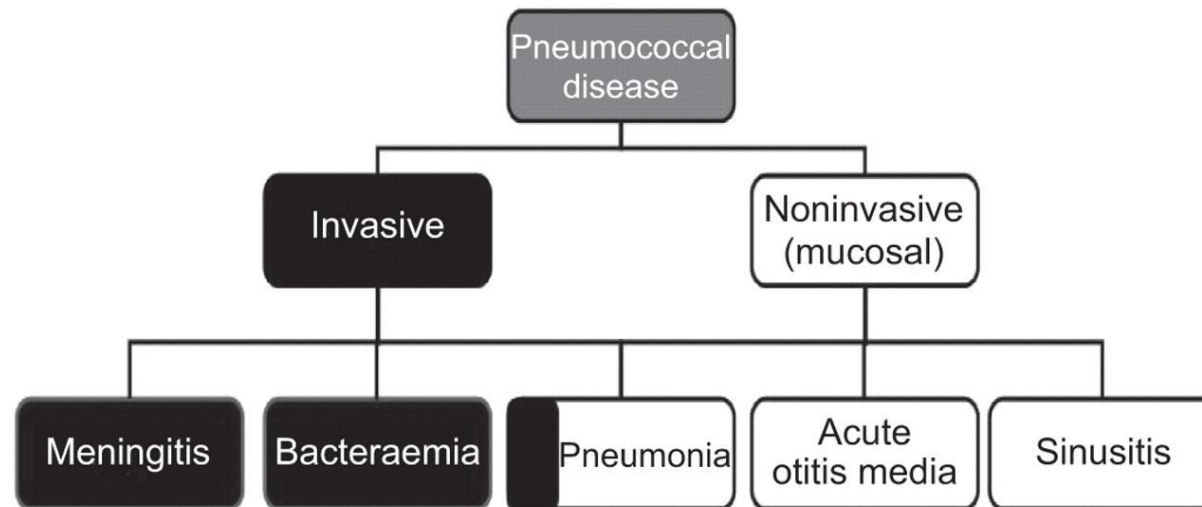 Pneumococcal
disease
Invasive
Noninvasive
(mucosal)
Meningitis
Bacteraemia
Pneumonia
Acute
otitis media
Sinusitis